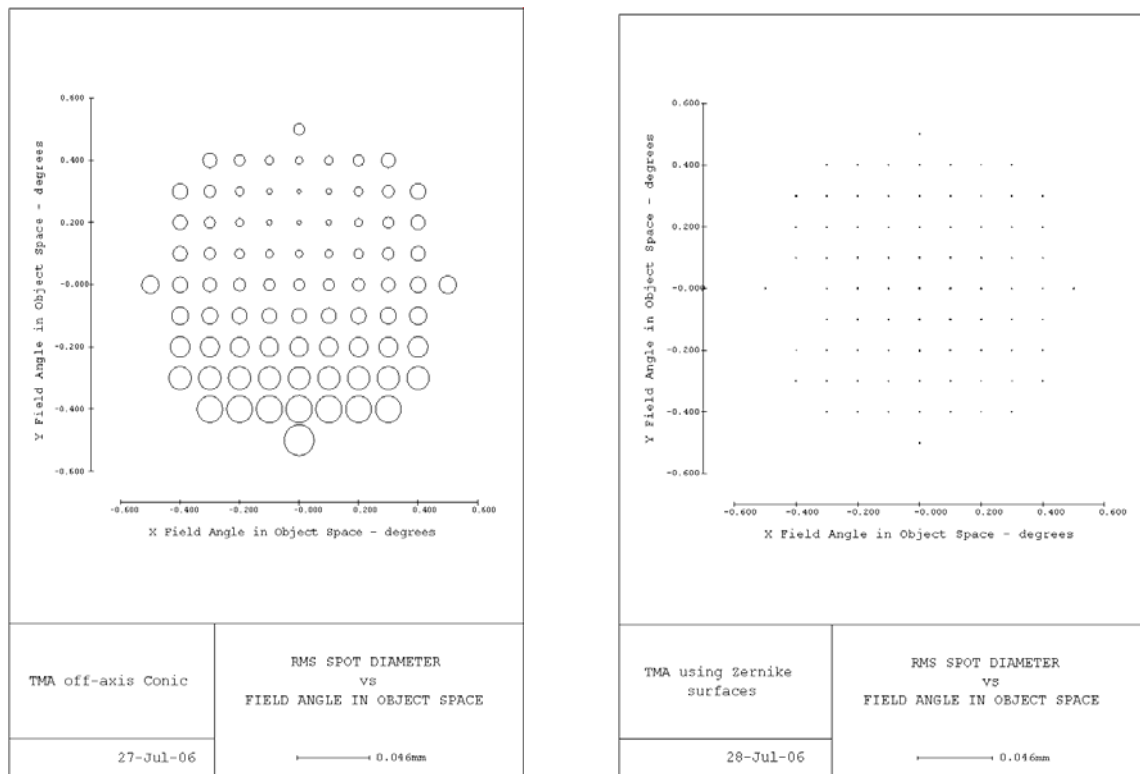 0.600
0.400
0.200
-0.000
-0.200
-0.400
-0.600
Y Field Angle in Object Space - degrees
-0.600 -0.400 -0.200 -0.000 0.200 0.400 0.600
X Field Angle in Object Space - degrees
TMA off-axis Conic
27-Jul-06
RMS SPOT DIAMETER
vs
FIELD ANGLE IN OBJECT SPACE
0.046mm
0.600
0.400
0.200
-0.000
-0.200
-0.400
-0.600
Y Field Angle in Object Space - degrees
-0.600 -0.400 -0.200 -0.000 0.200 0.400 0.600
X Field Angle in Object Space - degrees
TMA using Zernike
surfaces
28-Jul-06
RMS SPOT DIAMETER
vs
FIELD ANGLE IN OBJECT SPACE
0.046mm